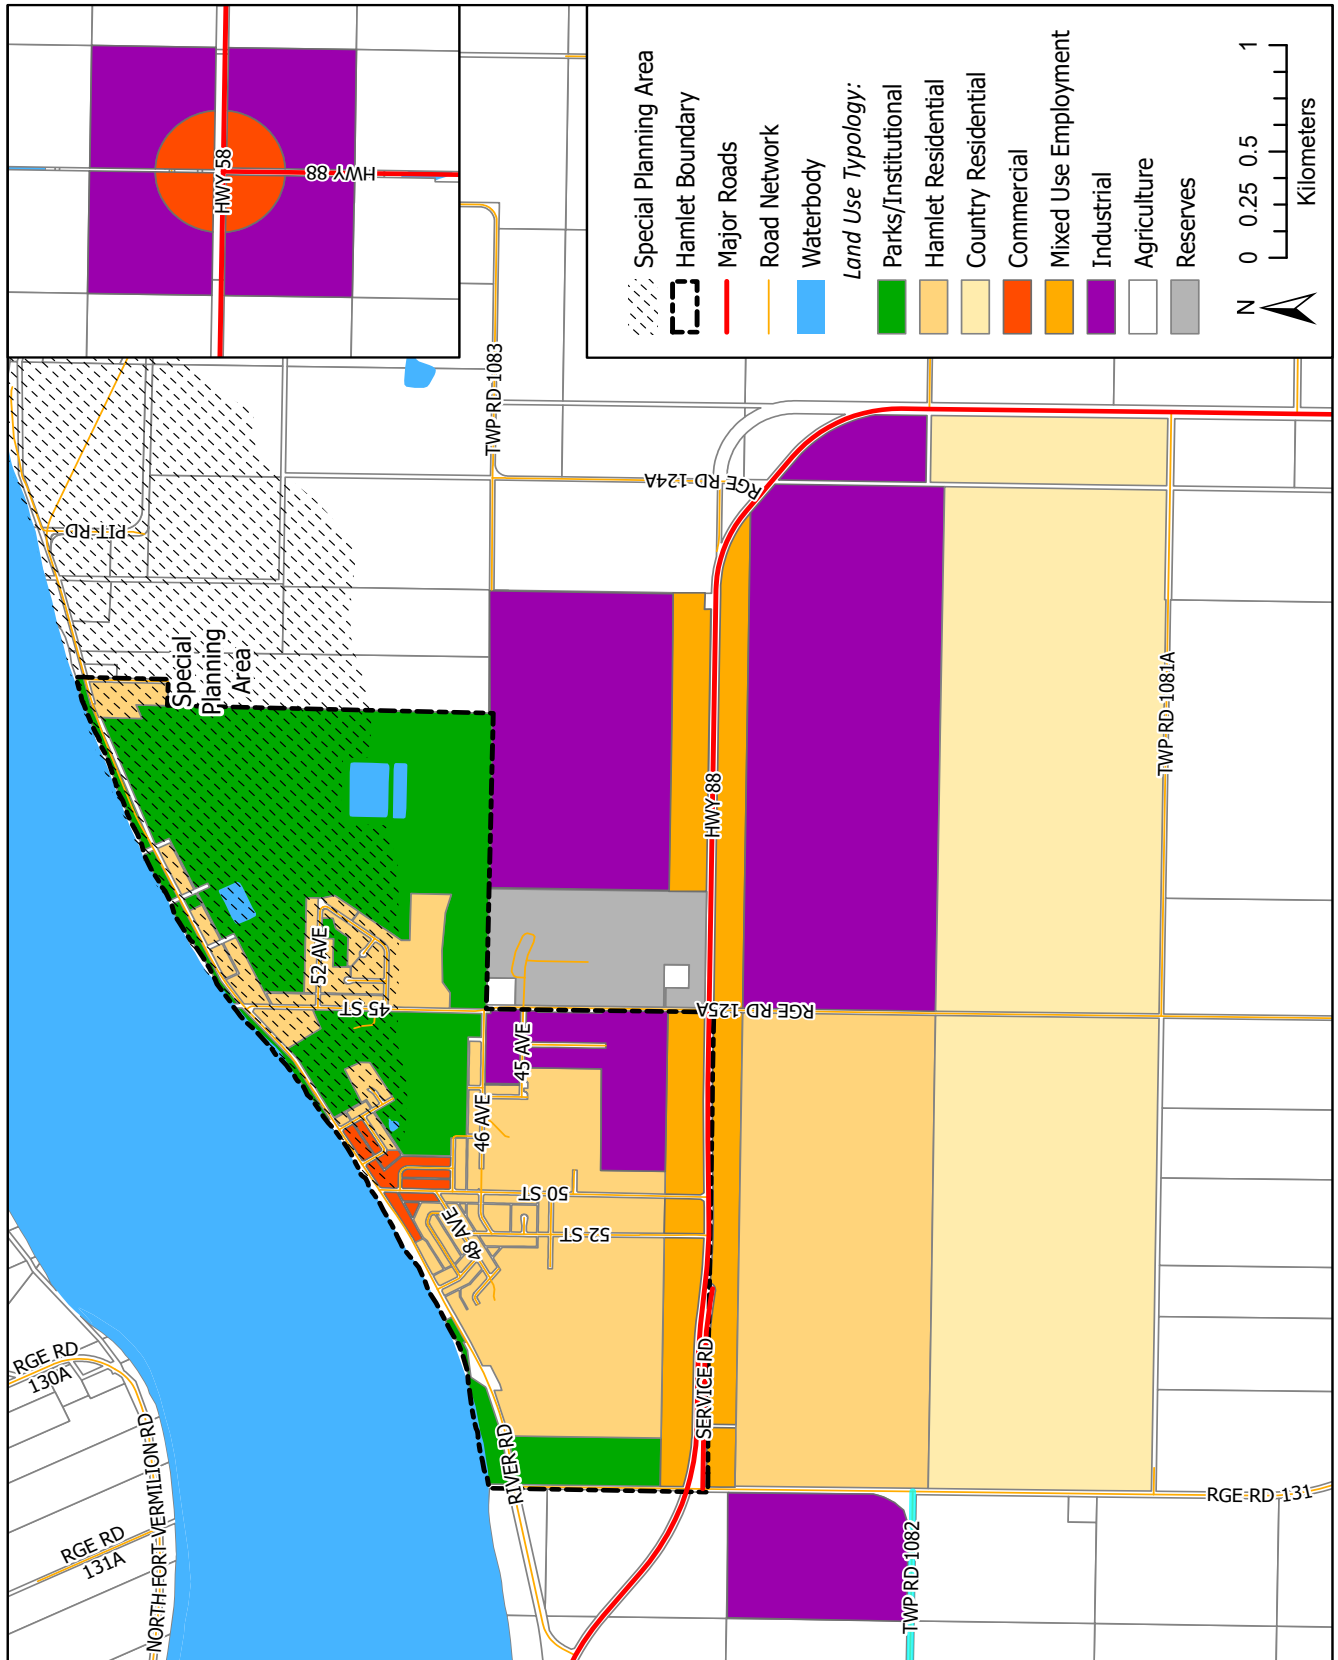 HWY 58
HWY 88
Special Planning Area
Hamlet Boundary
Major Roads
Road Network
Waterbody
Land Use Typology:
Parks/Institutional
Hamlet Residential
Country Residential
Commercial
Mixed Use Employment
Industrial
Agriculture
Reserves
N
0 0.25 0.5 1
Kilometers
TWP RD 1083
RGE RD 124A
RGE
PIT RD
Special
Planning
Area
52 AVE
45 ST
HWY 88
TWP RD 1081A
RGE RD 125A
45 AVE
46 AVE
50 ST
52 ST
48 AVE
SERVICE RD
RIVER RD
RGE RD
130A
NORTH FORT VERMILION RD
RGE RD
131A
RGE RD 131
TWP RD 1082